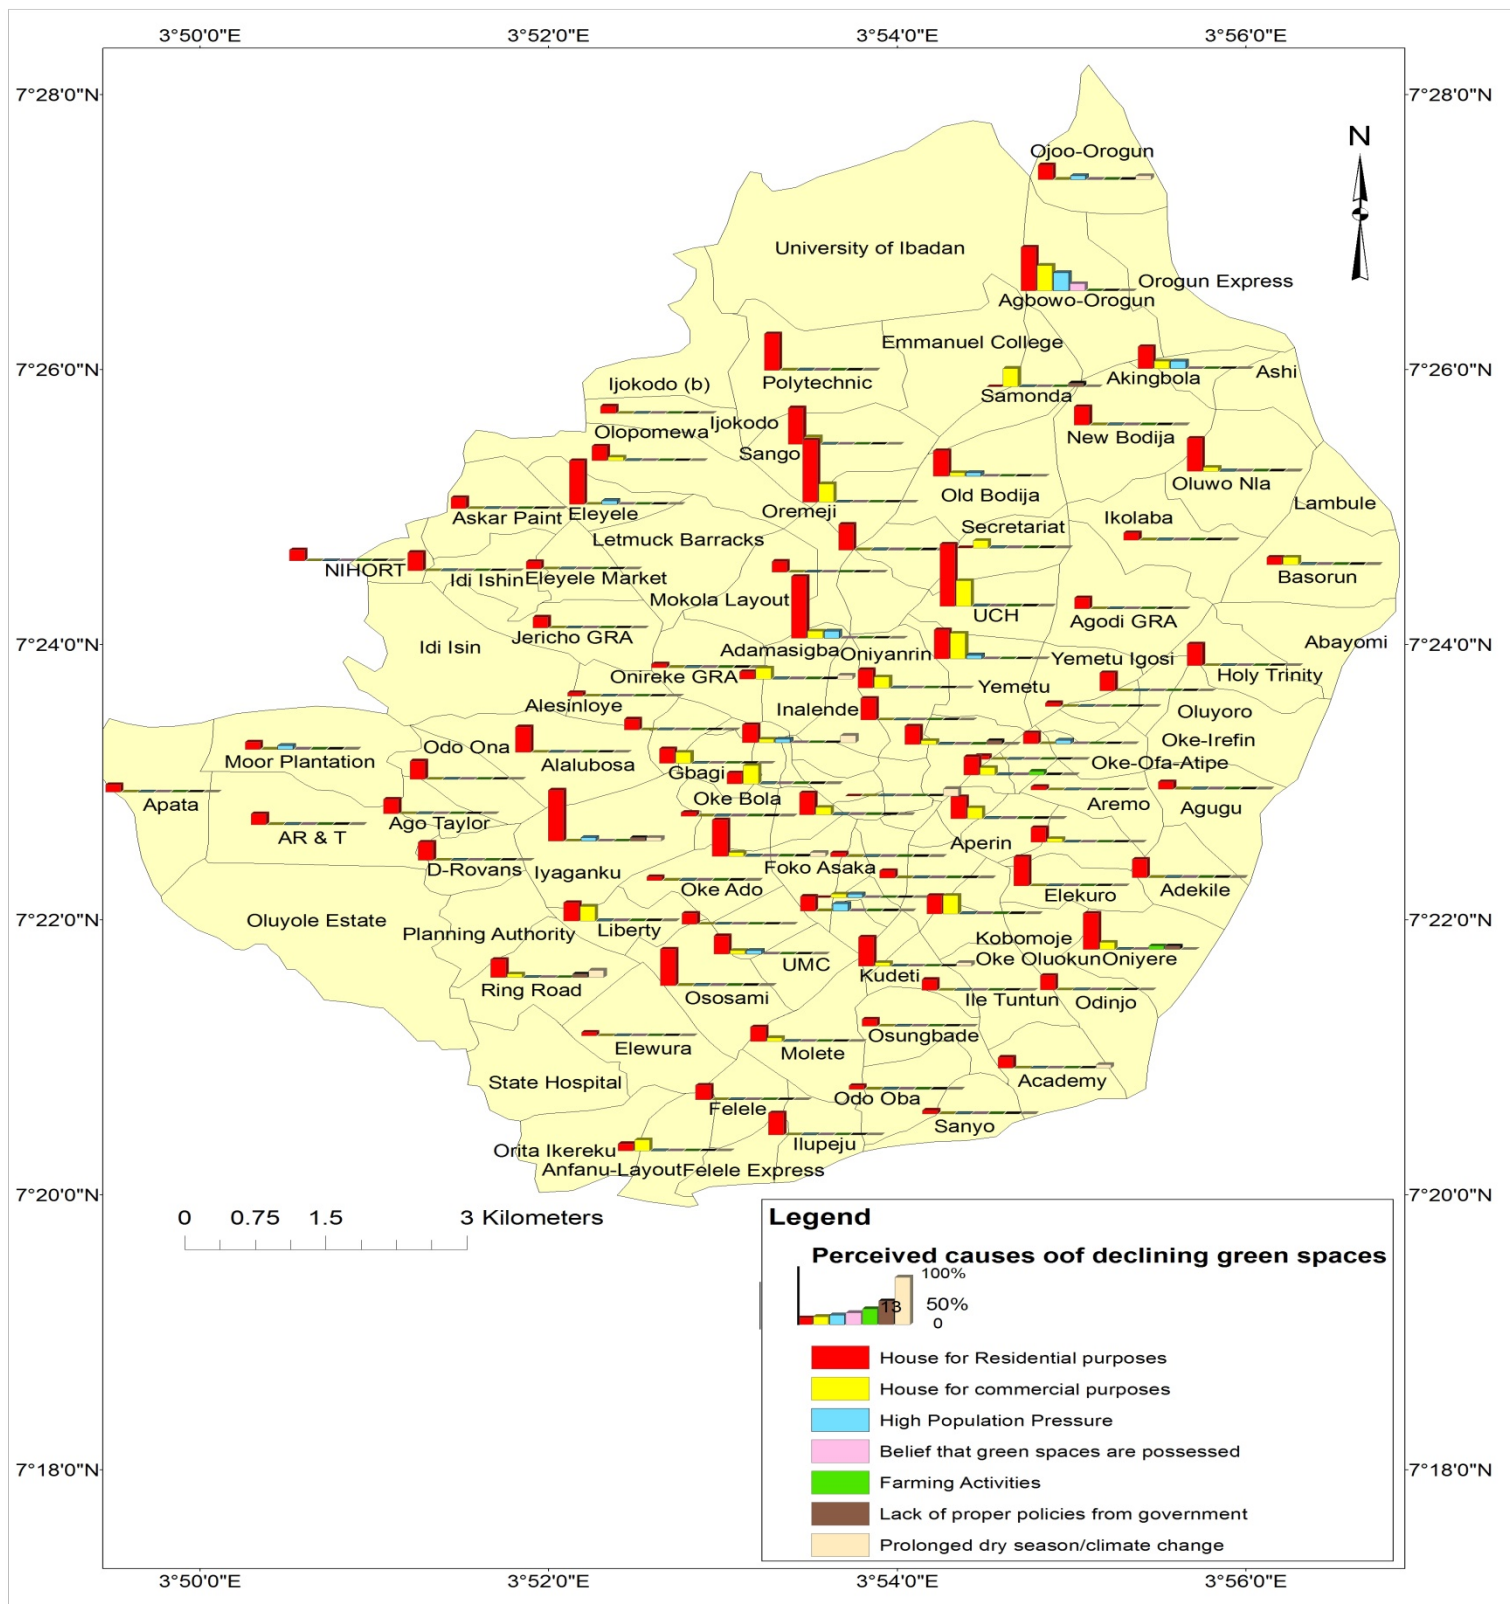 3°50'0"E 3°52'0"E 3°54'0"E 3°56'0"E
7°28'0"N 7°28'0"N
N
Ojoo-Orogun
University of Ibadan
Orogun Express
Agbowo-Orogun
Emmanuel College
7°26'0"N 7°26'0"N
Polytechnic
Ijokodo (b)
Samonda
Akingbola
Ashi
Ijokodo
Olopomewa
New Bodija
Sango
Oluwo Nla
Old Bodija
Oremeji
Lambule
Askar Paint
Eleyele
Ikolaba
Secretariat
Letmuck Barracks
NIHORT
Idi Ishin
Eleyele Market
Basorun
Mokola Layout
UCH
Agodi GRA
Jericho GRA
7°24'0"N 7°24'0"N
Idi Isin
Adamasigba
Oniyanrin
Abayomi
Yemetu Igosi
Onireke GRA
Holy Trinity
Yemetu
Alesinloye
Inalende
Oluyoro
Odo Ona
Oke-Irefin
Moor Plantation
Alalubosa
Gbagi
Oke-Ofa-Atipe
Apata
Oke Bola
Aremo
Agugu
Ago Taylor
AR & T
Aperin
D-Rovans
Iyaganku
Foko Asaka
Oke Ado
Elekuro
Adekile
7°22'0"N 7°22'0"N
Oluyole Estate
Planning Authority
Liberty
Kobomoje
UMC
Oke Oluokun
Oniyere
Kudeti
Ring Road
Ososami
Ile Tuntun
Odinjo
Elewura
Molete
Osungbade
State Hospital
Academy
Felele
Odo Oba
Sanyo
Ilupeju
Orita Ikereku
Anfanu-Layout
Felele Express
7°20'0"N 7°20'0"N
0 0.75 1.5 3 Kilometers
Legend
Perceived causes oof declining green spaces
100%
13
50%
0
House for Residential purposes
House for commercial purposes
High Population Pressure
Belief that green spaces are possessed
Farming Activities
Lack of proper policies from government
Prolonged dry season/climate change
7°18'0"N 7°18'0"N
3°50'0"E 3°52'0"E 3°54'0"E 3°56'0"E